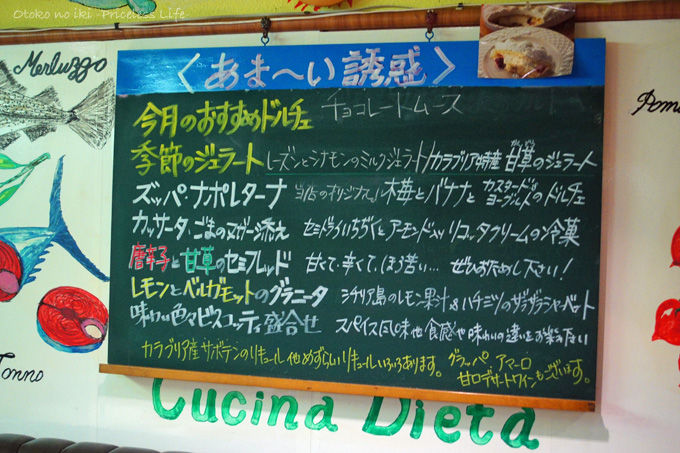 Otoko no iki Priceless Life
Merluzzo
〈あま〜い誘惑〉
今月のおすすめドルチェ チョコレートムース
季節のジェラート レーズンとシナモンのミルクジェラート/カラブリア特産 甘草のジェラート
ズッパ・ナポレターナ 当店のオリジナル!木苺とバナナとカスタード&ヨーグルトのドルチェ
カッサータ、ごまのヌガー添え セミドライいちぢくとアーモンド入りリコッタクリームの冷菓
唐辛子と甘草のセミフレッド 甘くて・辛くて、ほろ苦い… ぜひおためし下さい!
レモンとベルガモットのグラニータ シチリア島のレモン果汁&ハチミツのザラザラシャーベット
味わい色々ビスコッティ盛合せ スパイス風味他食感や味わいの違いをお楽み下さい
カラブリア産サボテンのリキュール他めずらしいリキュールいろいろあります。
グラッパ、アマーロ
甘口デザートワインもございます。
Pom
Tonno
Cucina Dieta